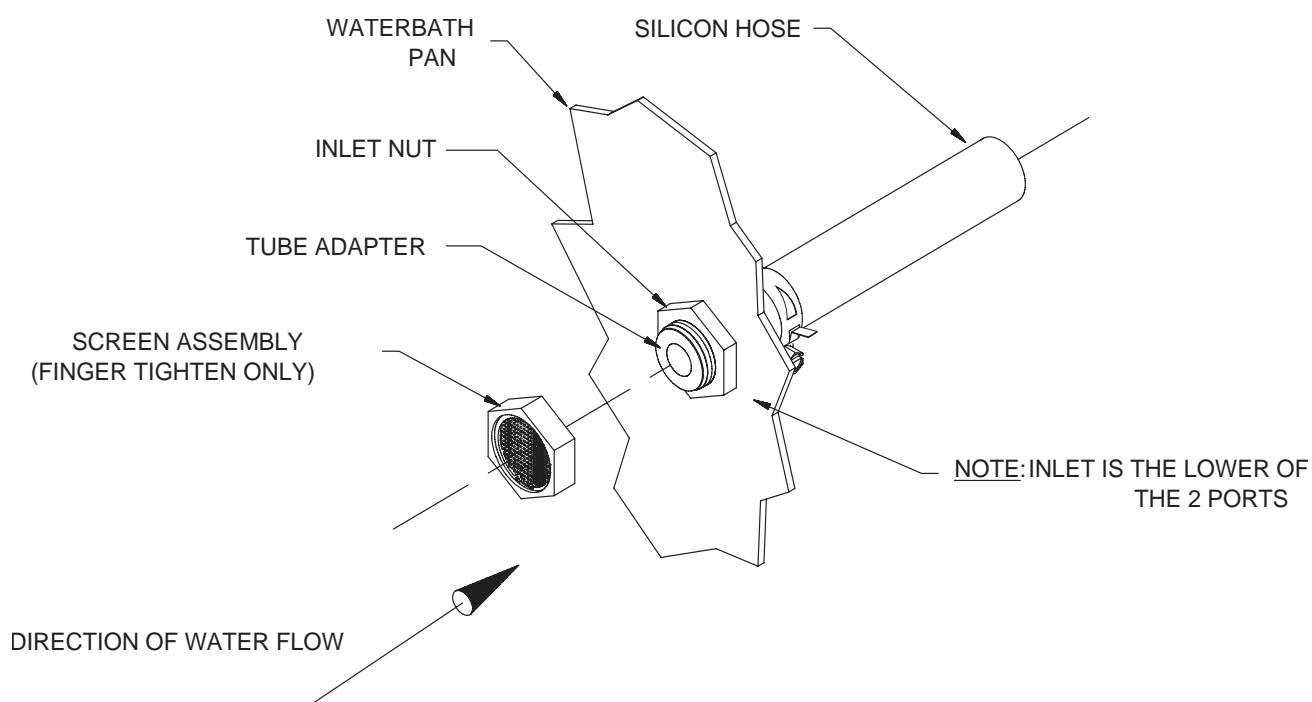 WATERBATH
PAN
SILICON HOSE
INLET NUT
TUBE ADAPTER
SCREEN ASSEMBLY
(FINGER TIGHTEN ONLY)
NOTE: INLET IS THE LOWER OF
THE 2 PORTS
DIRECTION OF WATER FLOW